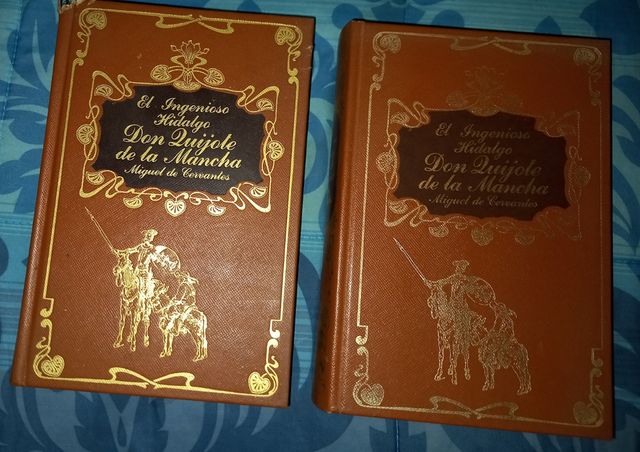 El Ingenioso
Hidalgo
Don Quijote
de la Mancha
Miguel de Cervantes
El Ingenioso
Hidalgo
Don Quijote
de la Mancha
Miguel de Cervantes